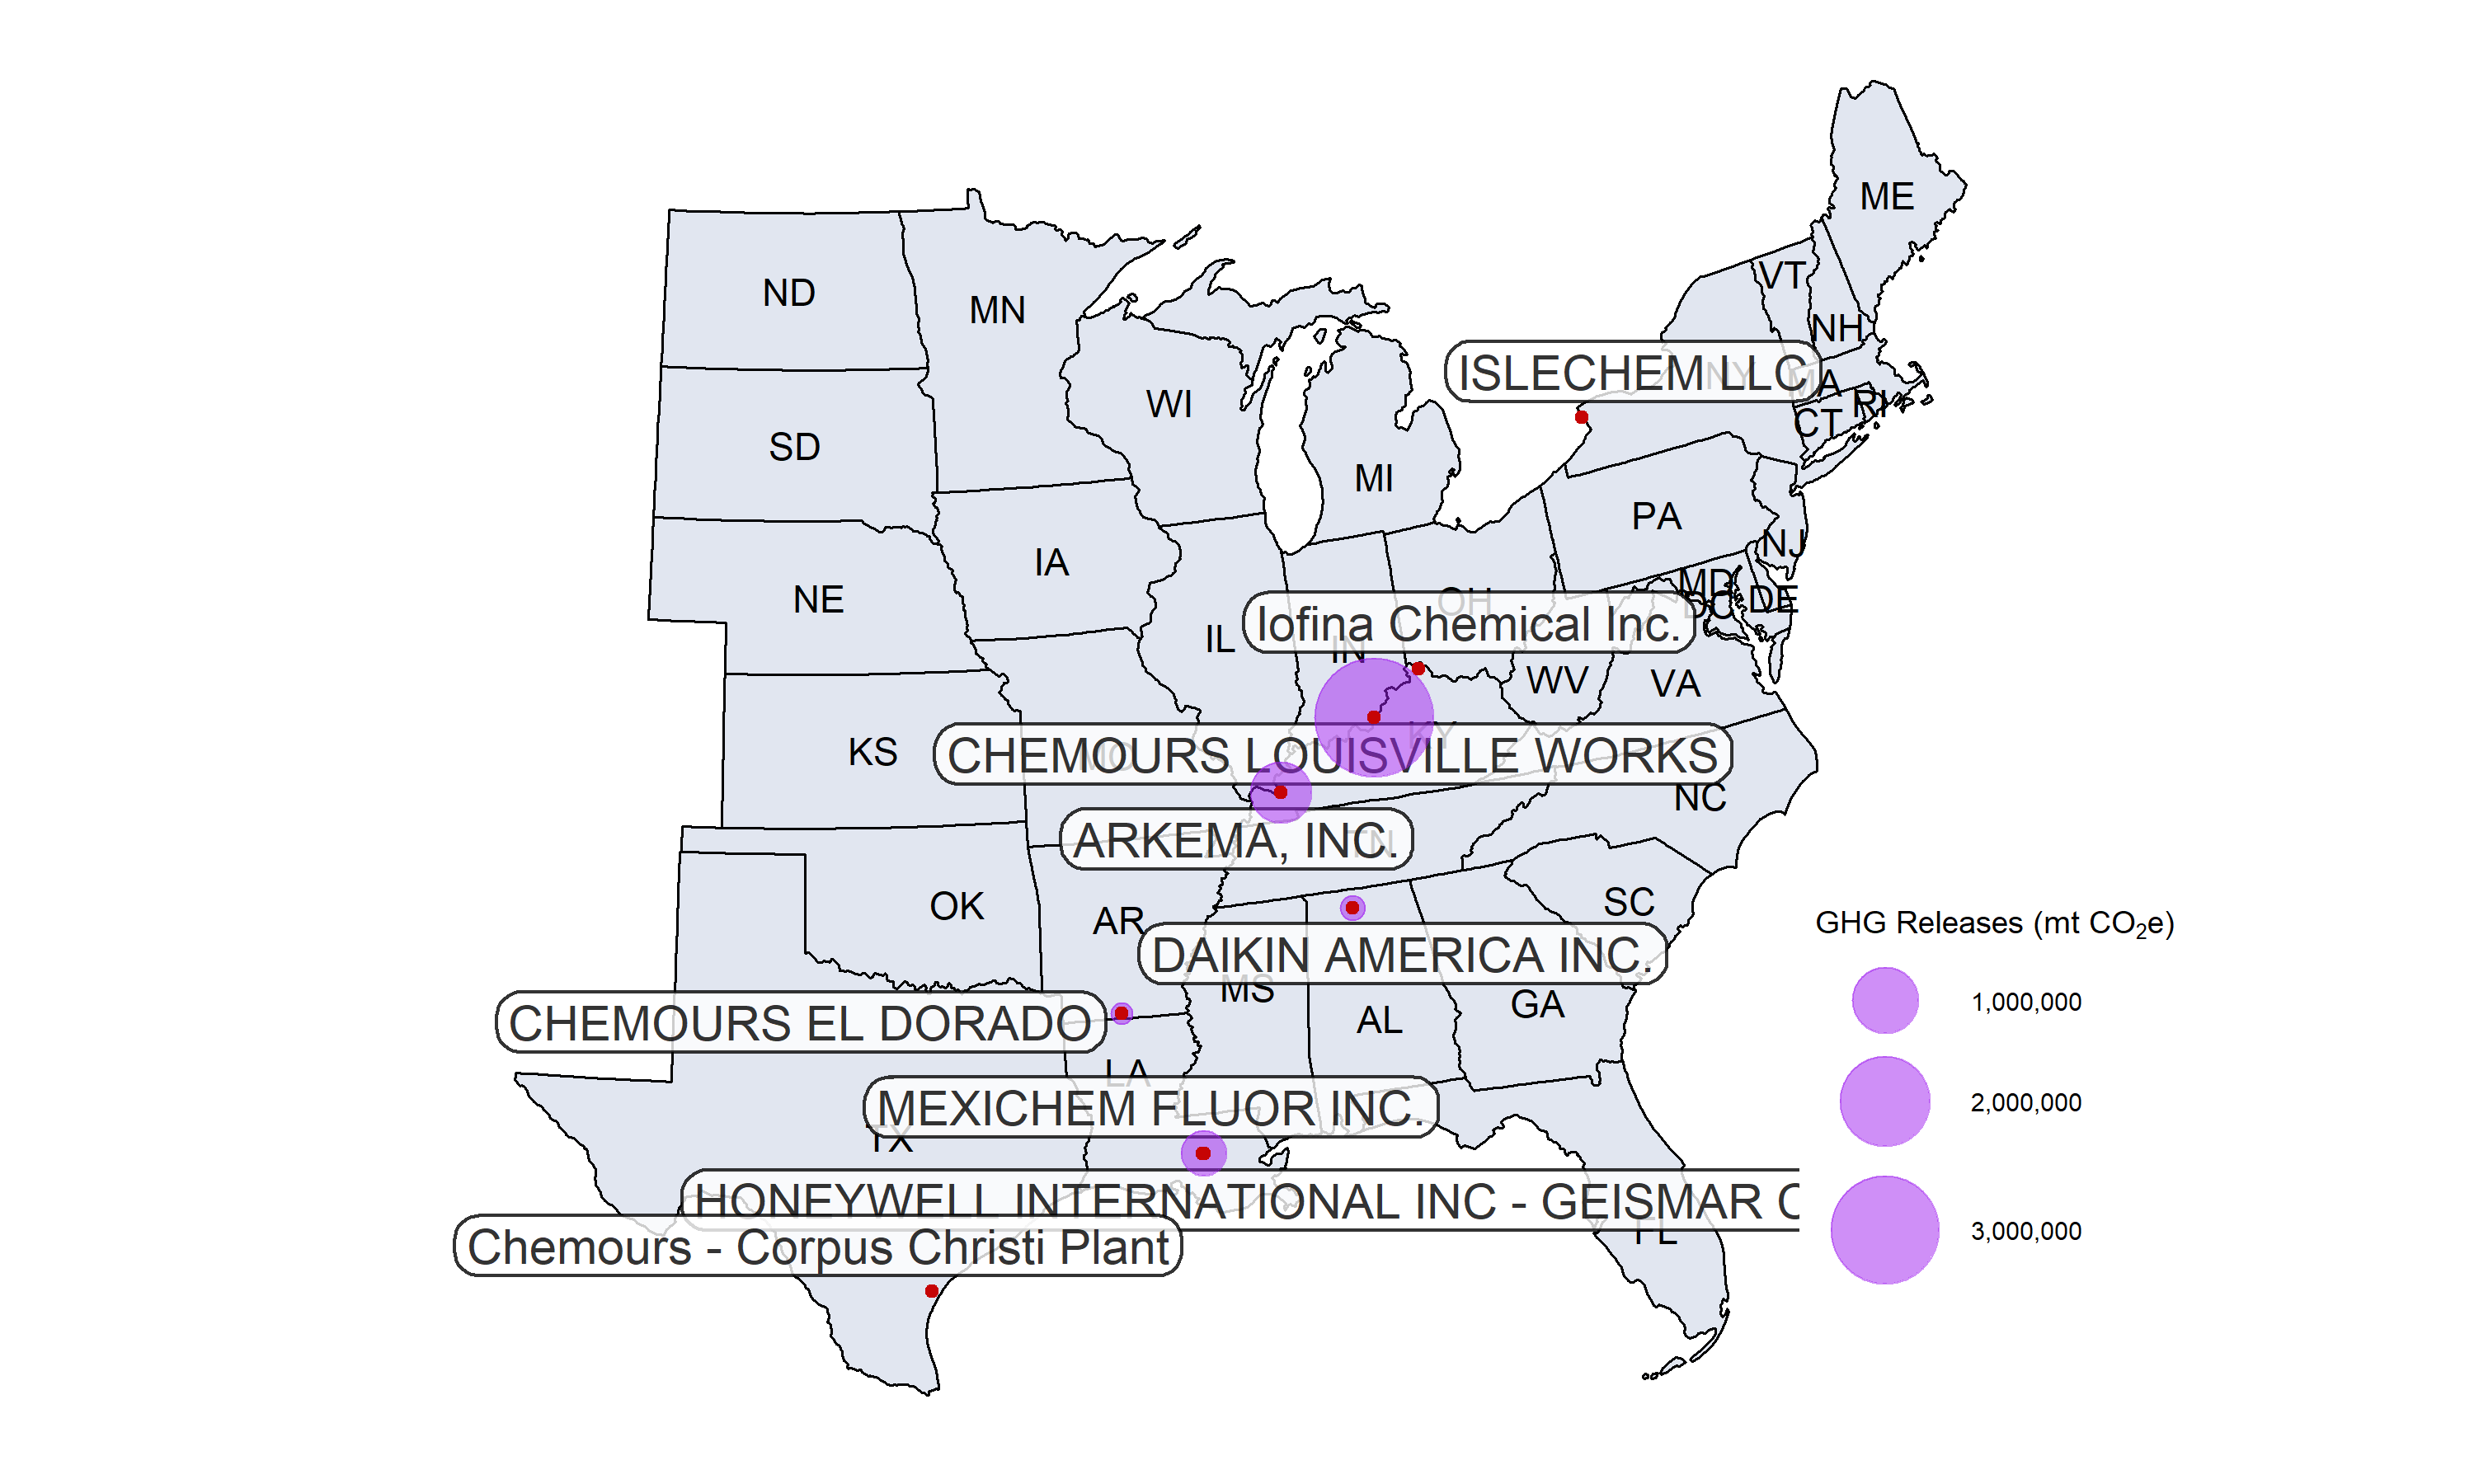 ME
VT
ND
MN
NH
ISLECHEM LLC
NY
MA
WI
RI
CT
SD
MI
PA
NJ
IA
MD
DC
DE
NE
OH
Iofina Chemical Inc.
IL
IN
WV
VA
KY
KS
MO
CHEMOURS LOUISVILLE WORKS
NC
ARKEMA, INC.
TN
OK
AR
SC
GHG Releases (mt CO₂e)
DAIKIN AMERICA INC.
MS
GA
AL
1,000,000
CHEMOURS EL DORADO
LA
MEXICHEM FLUOR INC.
2,000,000
TX
HONEYWELL INTERNATIONAL INC - GEISMAR
FL
3,000,000
Chemours - Corpus Christi Plant